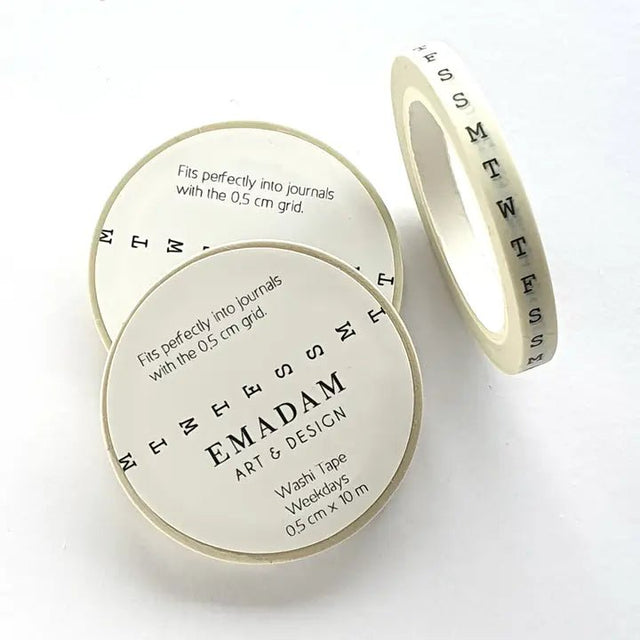 F S S M T W T F S S M
Fits perfectly into journals
with the 0,5 cm grid.
M T W T
Fits perfectly into journals
with the 0,5 cm grid.
M T W T F S S M T
EMADAM
ART & DESIGN
Washi Tape
Weekdays
0,5 cm x 10 m